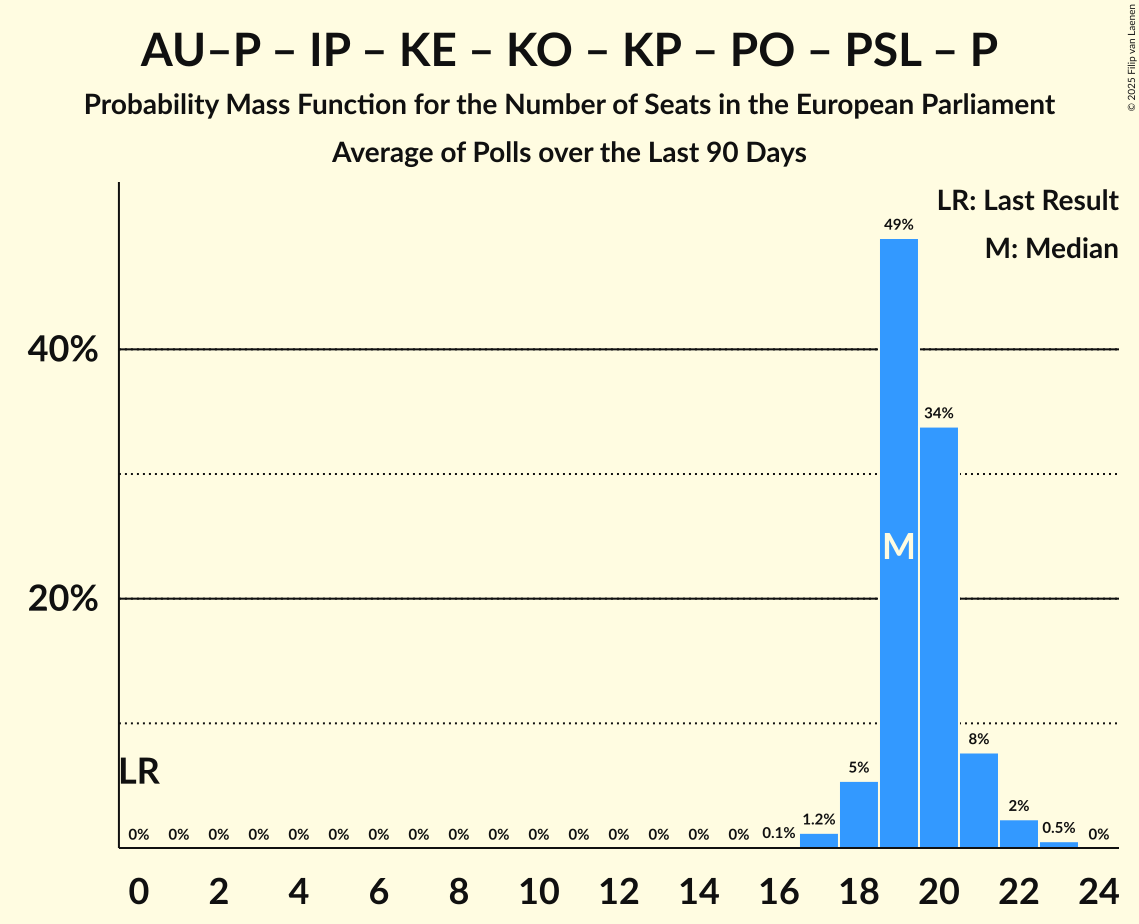 AU–P – IP – KE – KO – KP – PO – PSL – P
Probability Mass Function for the Number of Seats in the European Parliament
Average of Polls over the Last 90 Days
© 2025 Filip van Laenen
LR: Last Result
M: Median
49%
40%
34%
M
20%
8%
LR
5%
2%
1.2%
0.5%
0% 0% 0% 0% 0% 0% 0% 0% 0% 0% 0% 0% 0% 0% 0% 0% 0.1% 0%
0 2 4 6 8 10 12 14 16 18 20 22 24